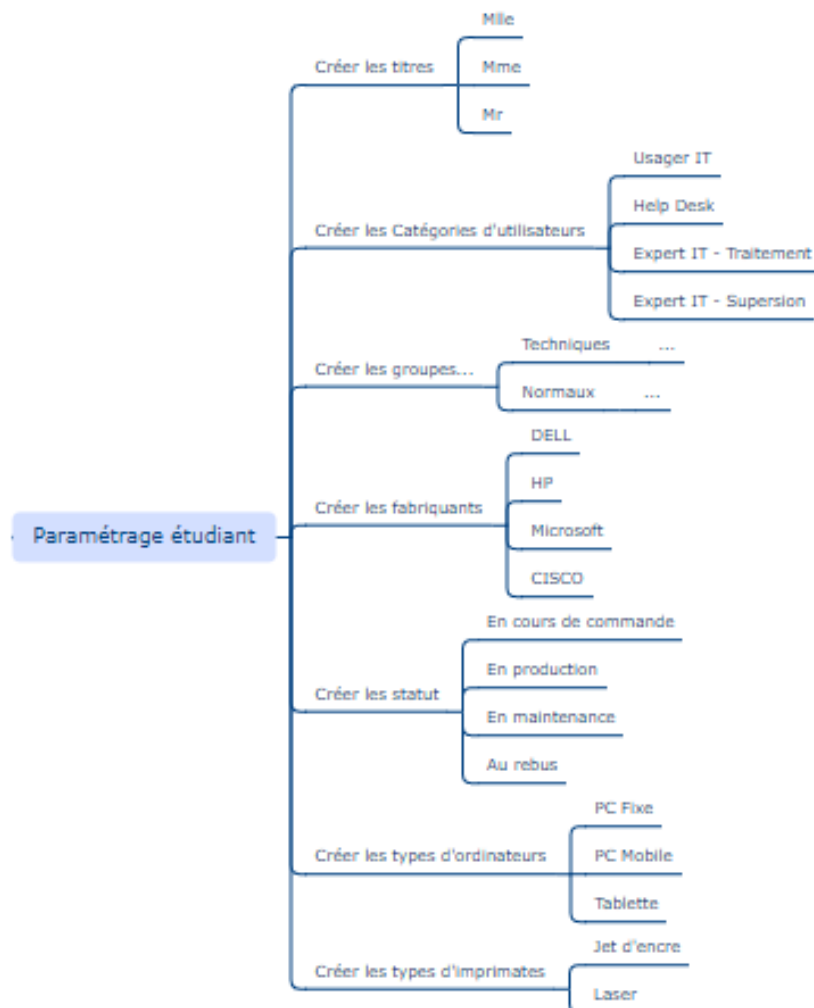 Paramétrage étudiant
Créer les titres
Mlle
Mme
Mr
Créer les Catégories d'utilisateurs
Usager IT
Help Desk
Expert IT - Traitement
Expert IT - Supersion
Créer les groupes...
Techniques ...
Normaux ...
Créer les fabriquants
DELL
HP
Microsoft
CISCO
Créer les statut
En cours de commande
En production
En maintenance
Au rebus
Créer les types d'ordinateurs
PC Fixe
PC Mobile
Tablette
Créer les types d'imprimates
Jet d'encre
Laser